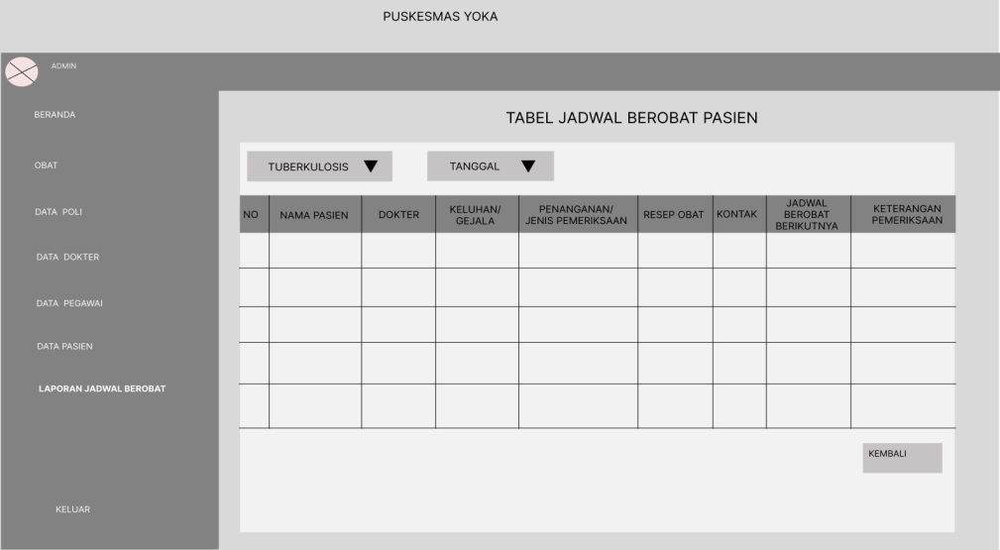 PUSKESMAS YOKA
ADMIN
BERANDA
OBAT
DATA POLI
DATA DOKTER
DATA PEGAWAI
DATA PASIEN
LAPORAN JADWAL BEROBAT
KELUAR
TABEL JADWAL BEROBAT PASIEN
TUBERKULOSIS
TANGGAL
NO
NAMA PASIEN
DOKTER
KELUHAN/
GEJALA
PENANGANAN/
JENIS PEMERIKSAAN
RESEP OBAT
KONTAK
JADWAL
BEROBAT
BERIKUTNYA
KETERANGAN
PEMERIKSAAN
KEMBALI